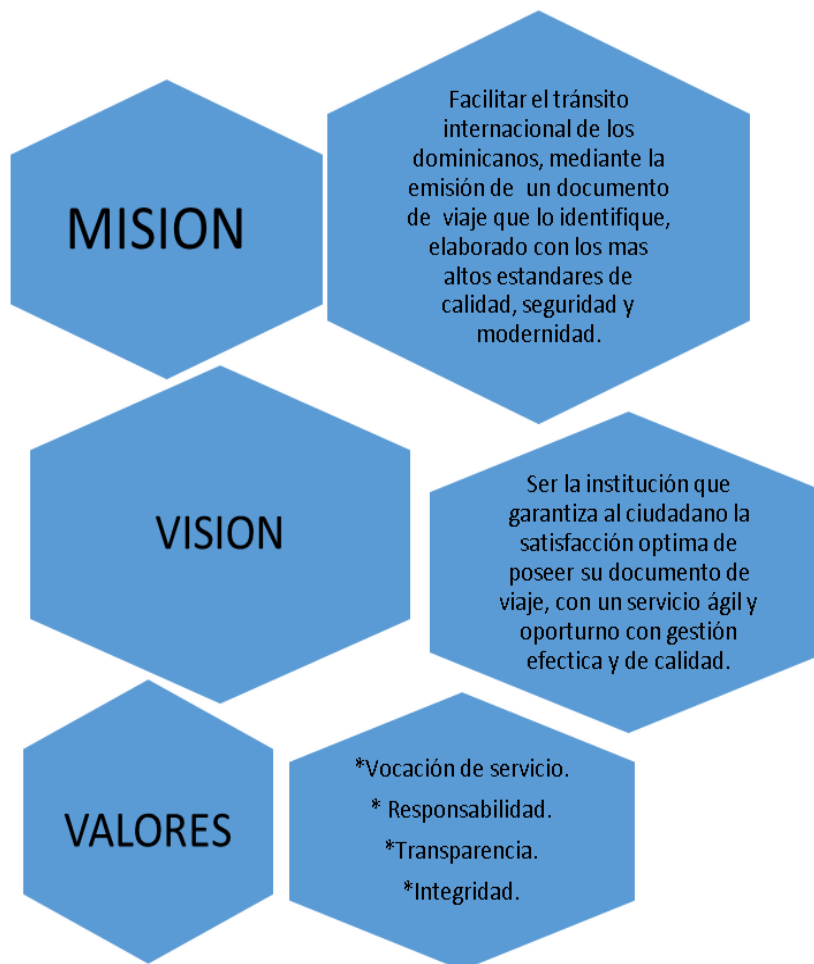 MISION
Facilitar el tránsito
internacional de los
dominicanos, mediante la
emisión de un documento
de viaje que lo identifique,
elaborado con los mas
altos estandares de
calidad, seguridad y
modernidad.
VISION
Ser la institución que
garantiza al ciudadano la
satisfacción optima de
poseer su documento de
viaje, con un servicio ágil y
oporturno con gestión
efectica y de calidad.
VALORES
*Vocación de servicio.
* Responsabilidad.
*Transparencia.
*Integridad.